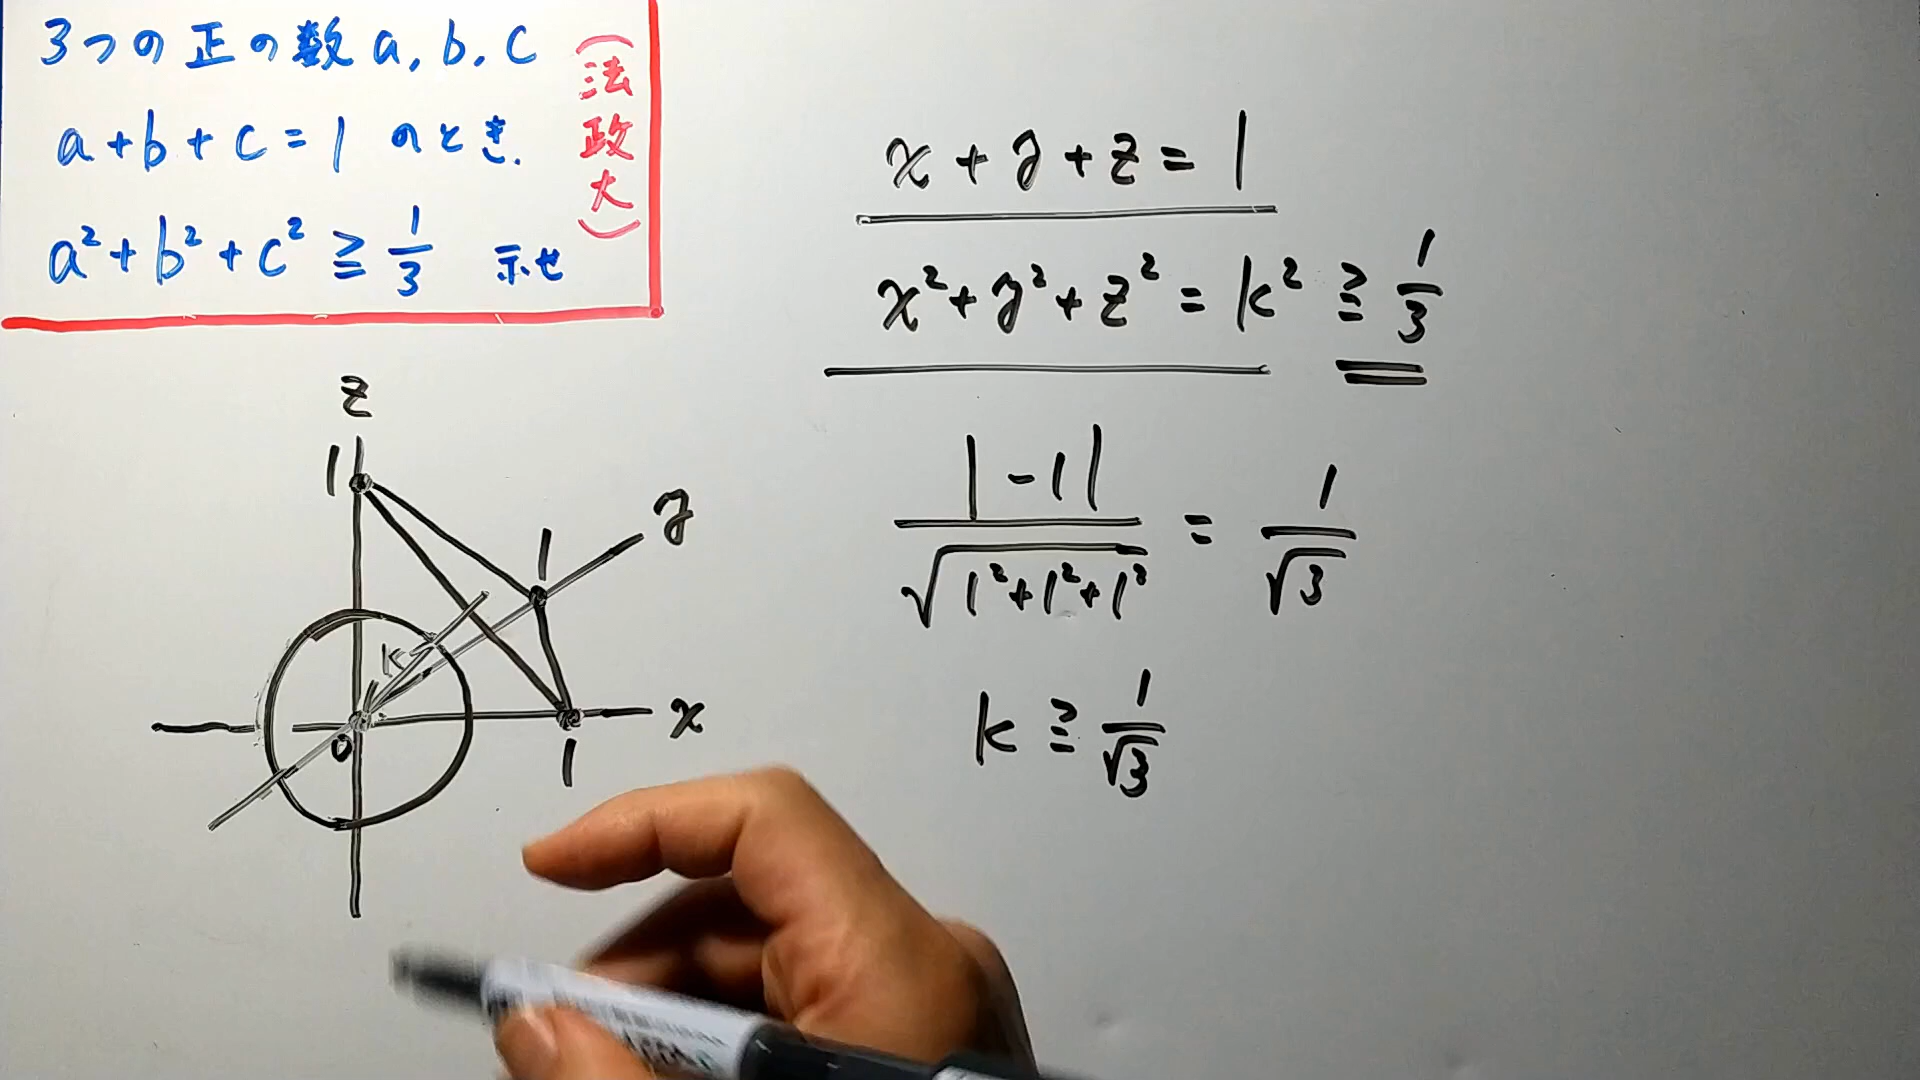 3つの正の数 a, b, c
a+b+c=1 のとき.
a²+b²+c² ≧ 1/3 示せ
(法政大)
x+y+z=1
x²+y²+z²=k² ≧ 1/3
|-1|/√(1²+1²+1²) = 1/√3
k ≧ 1/√3
z
1
y
1
k
x
0
1